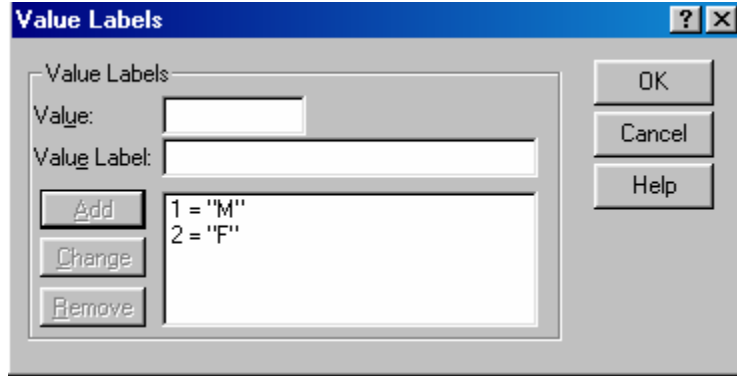 Value Labels
Value Labels
Value:
Value Label:
Add
Change
Remove
1 = "M"
2 = "F"
OK
Cancel
Help